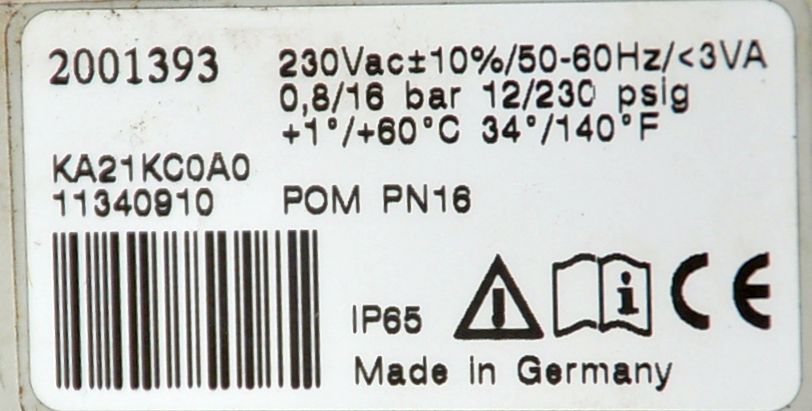 2001393
230Vac±10%/50-60Hz/<3VA
0,8/16 bar 12/230 psig
+1°/+60°C 34°/140°F
KA21KC0A0
11340910 POM PN16
IP65
CE
Made in Germany